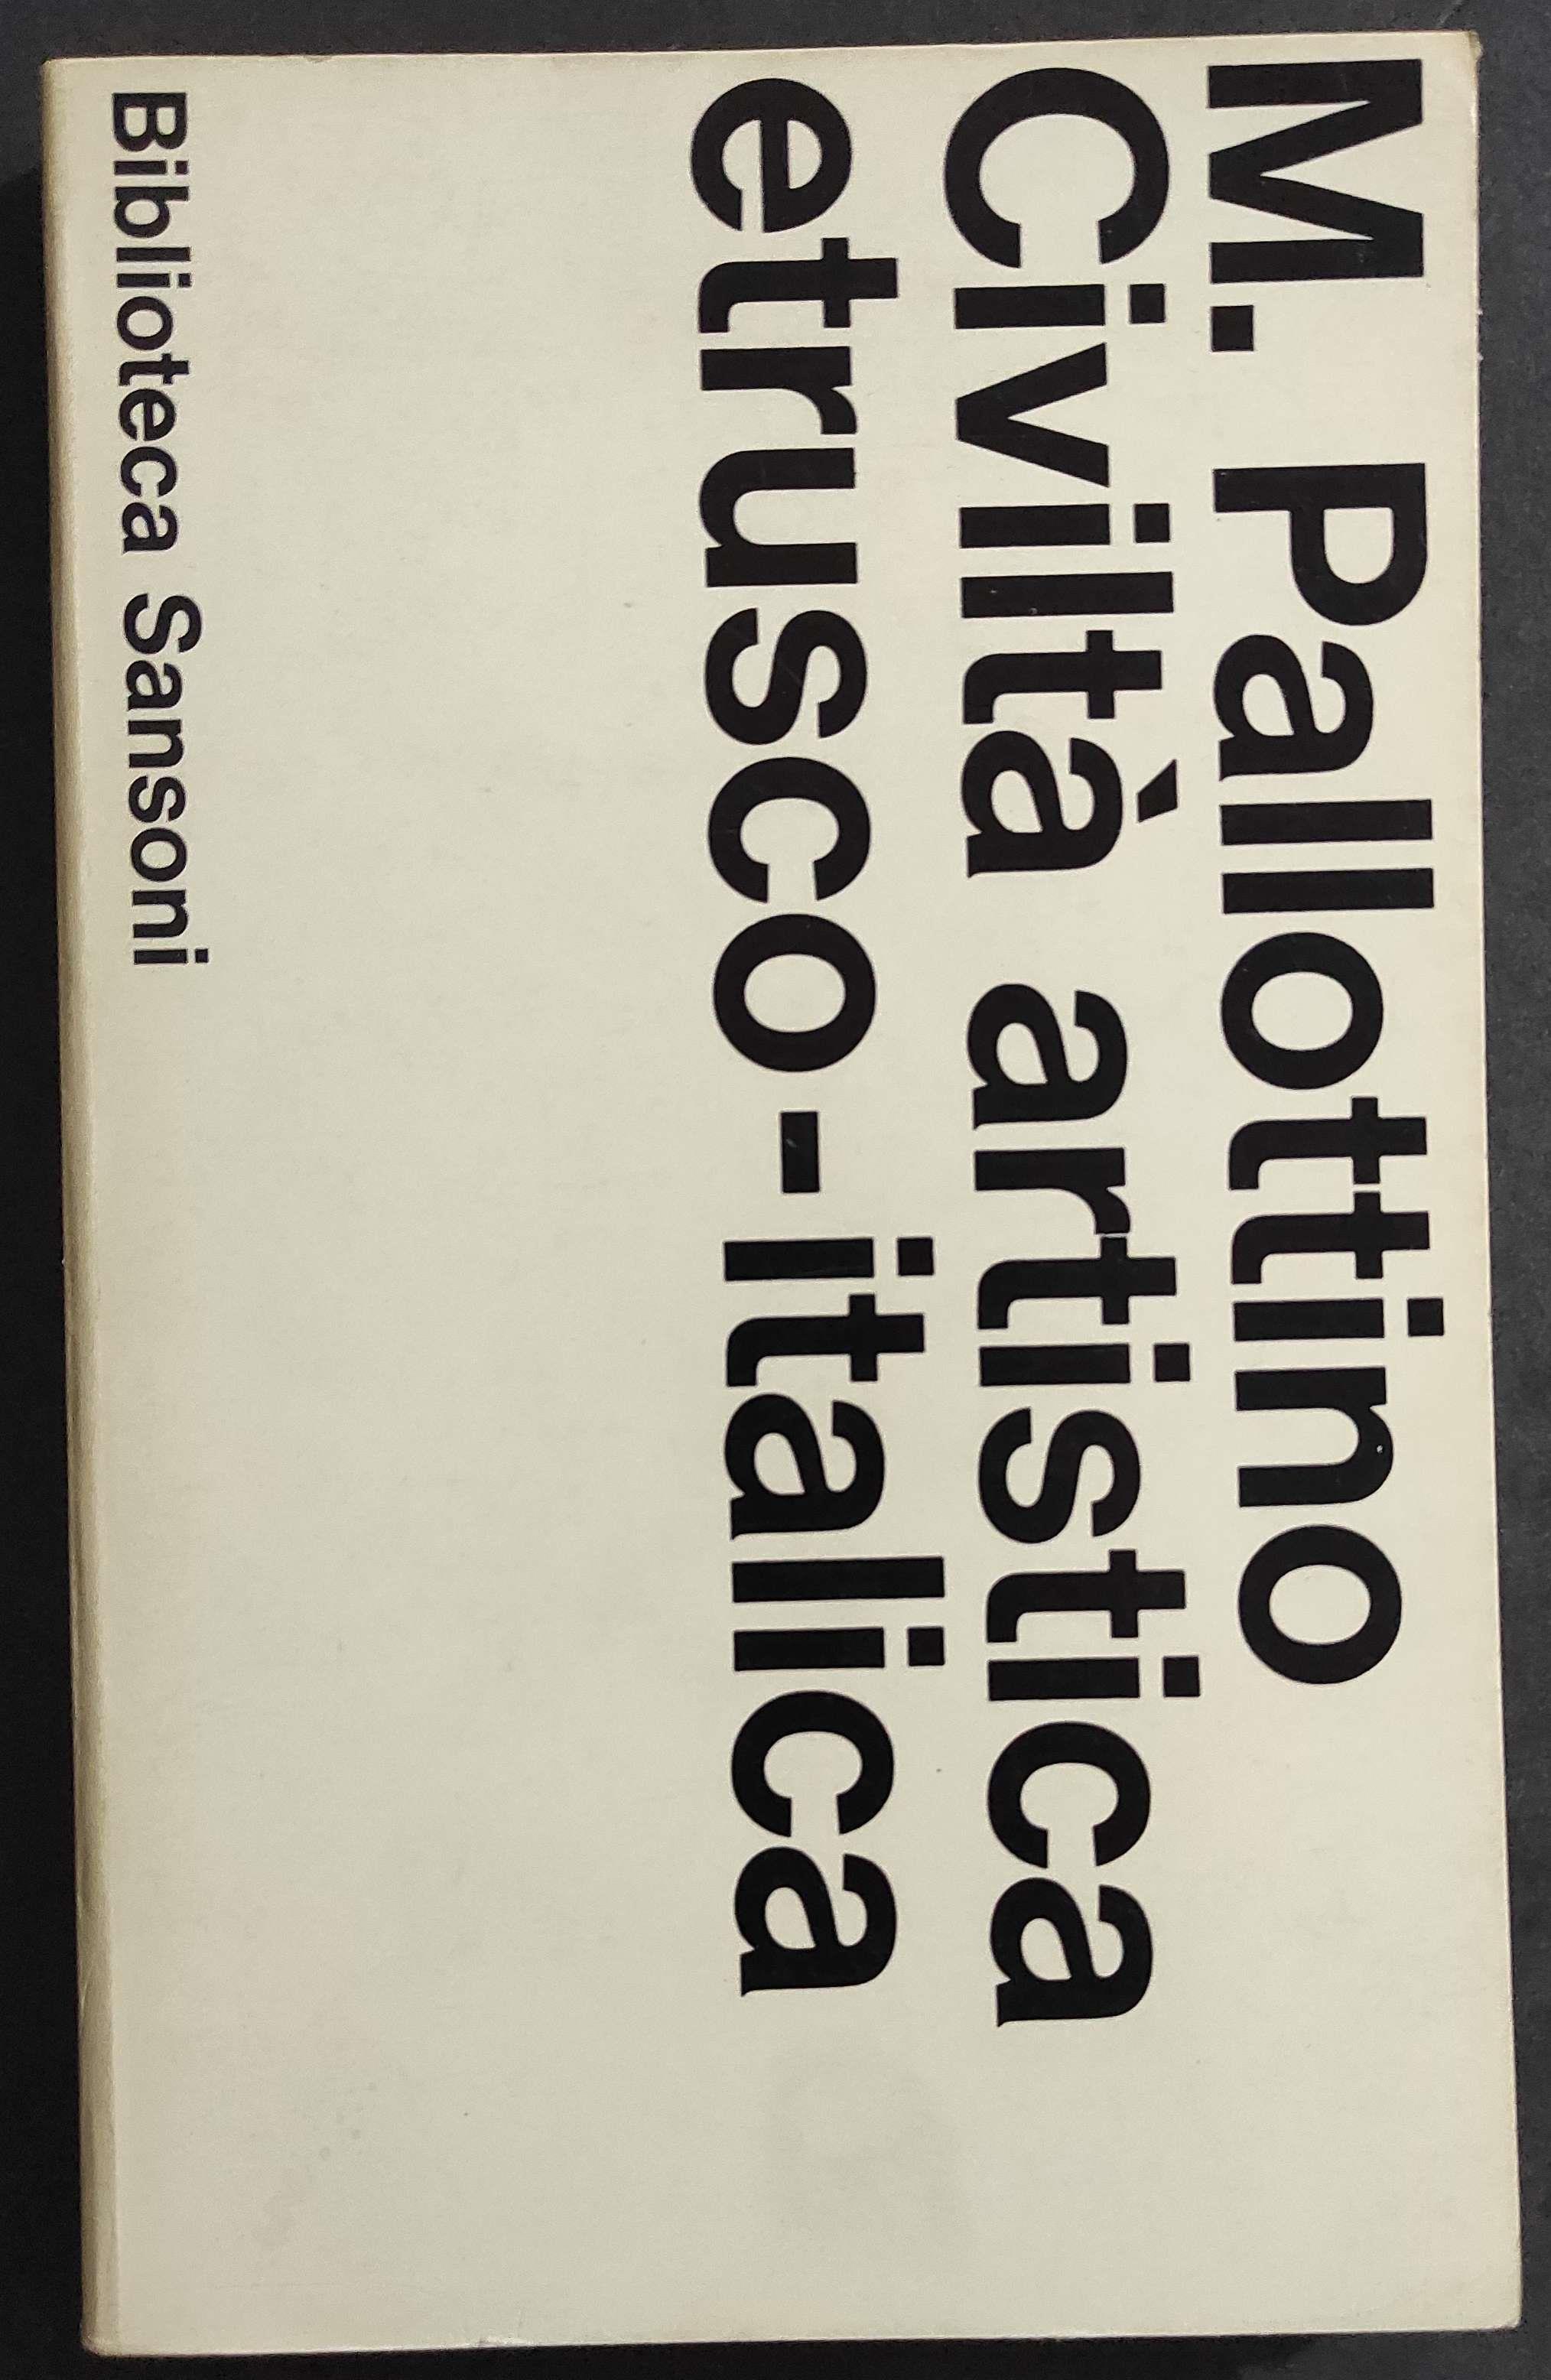 M. Pallottino
Civiltà artistica
etrusco-italica
Biblioteca Sansoni